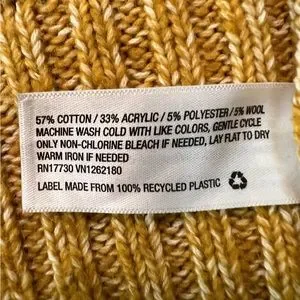 57% COTTON / 33% ACRYLIC / 5% POLYESTER / 5% WOOL
MACHINE WASH COLD WITH LIKE COLORS, GENTLE CYCLE
ONLY NON-CHLORINE BLEACH IF NEEDED, LAY FLAT TO DRY
WARM IRON IF NEEDED
RN17730 VN1262180
LABEL MADE FROM 100% RECYCLED PLASTIC